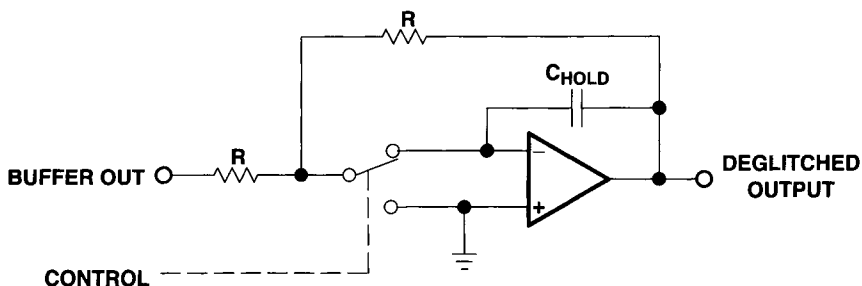 R
C_HOLD
R
BUFFER OUT
−
+
DEGLITCHED
OUTPUT
CONTROL